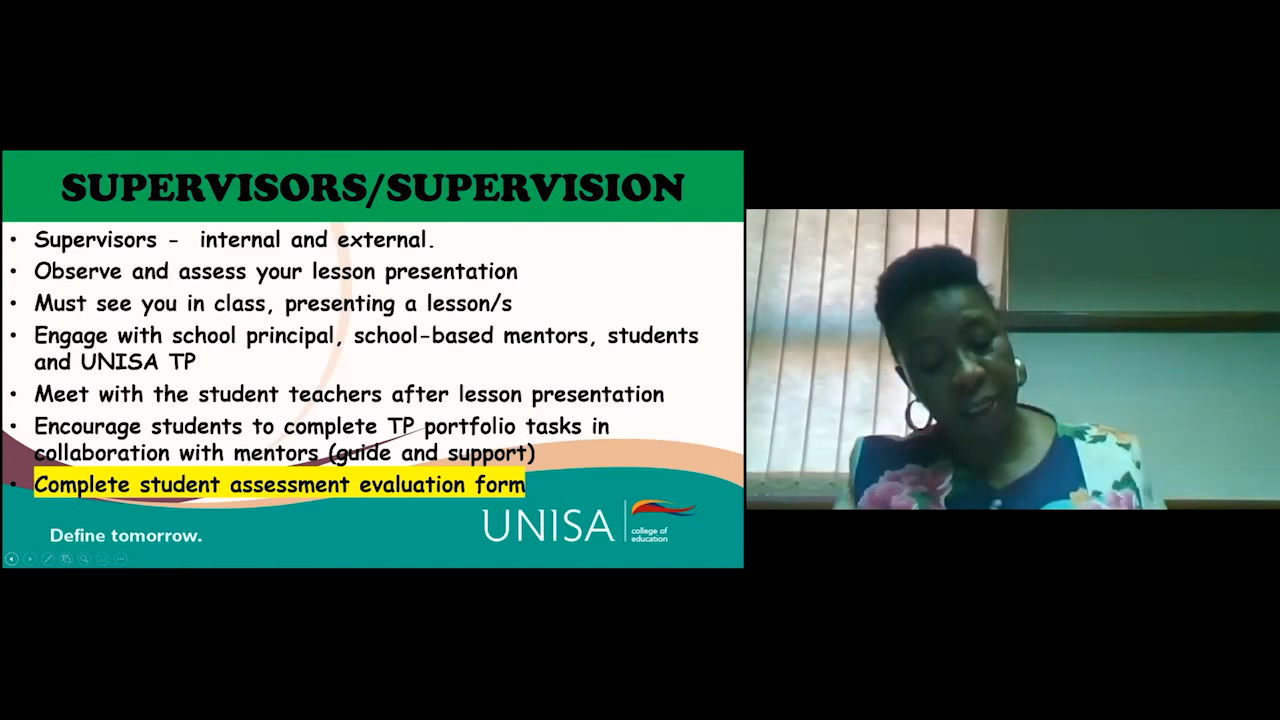 SUPERVISORS/SUPERVISION
• Supervisors - internal and external.
• Observe and assess your lesson presentation
• Must see you in class, presenting a lesson/s
• Engage with school principal, school-based mentors, students
and UNISA TP
• Meet with the student teachers after lesson presentation
• Encourage students to complete TP portfolio tasks in
collaboration with mentors (guide and support)
• Complete student assessment evaluation form
Define tomorrow.
UNISA
college of
education